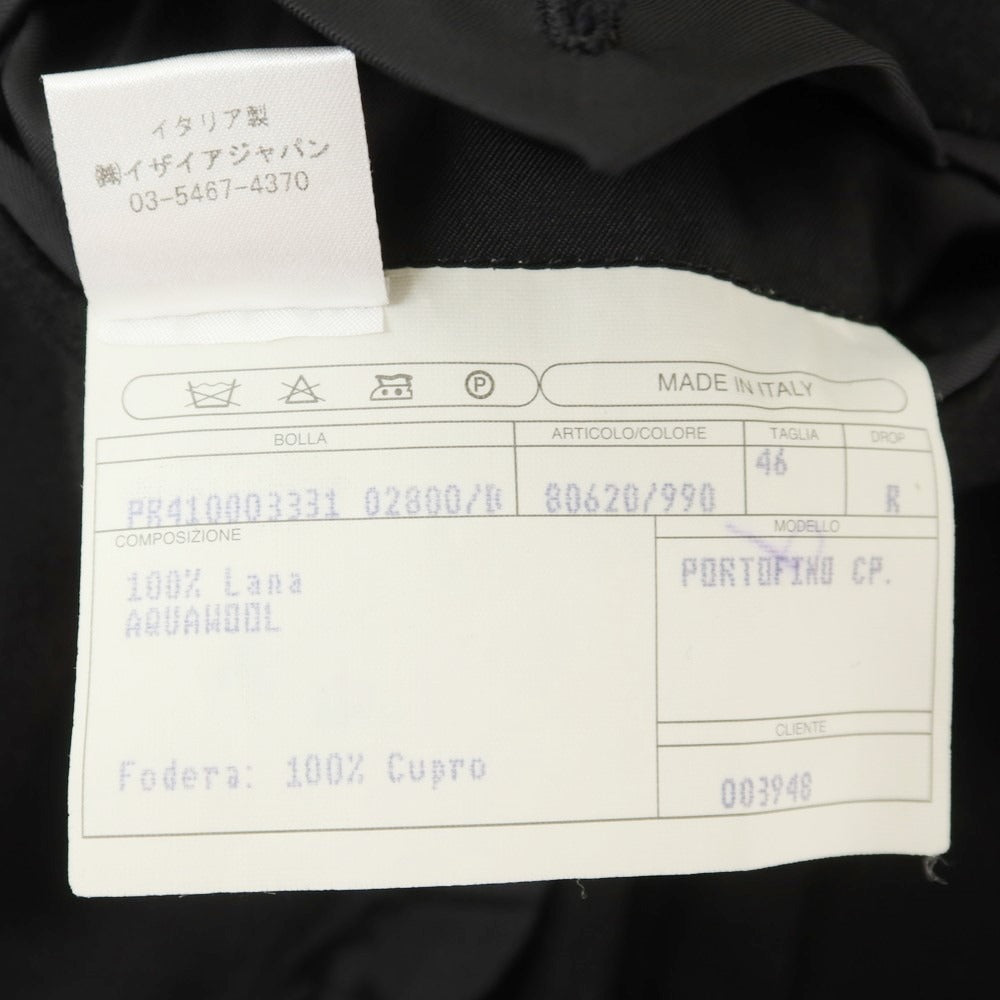 イタリア製
㈱イザイアジャパン
03-5467-4370
P
MADE IN ITALY
BOLLA
ARTICOLO/COLORE
TAGLIA
DROP
PR410003331 02800/D
80620/990
46
R
COMPOSIZIONE
MODELLO
100% Lana
AQUAWOOL
PORTOFINO CP.
CLIENTE
Fodera: 100% Cupro
003948